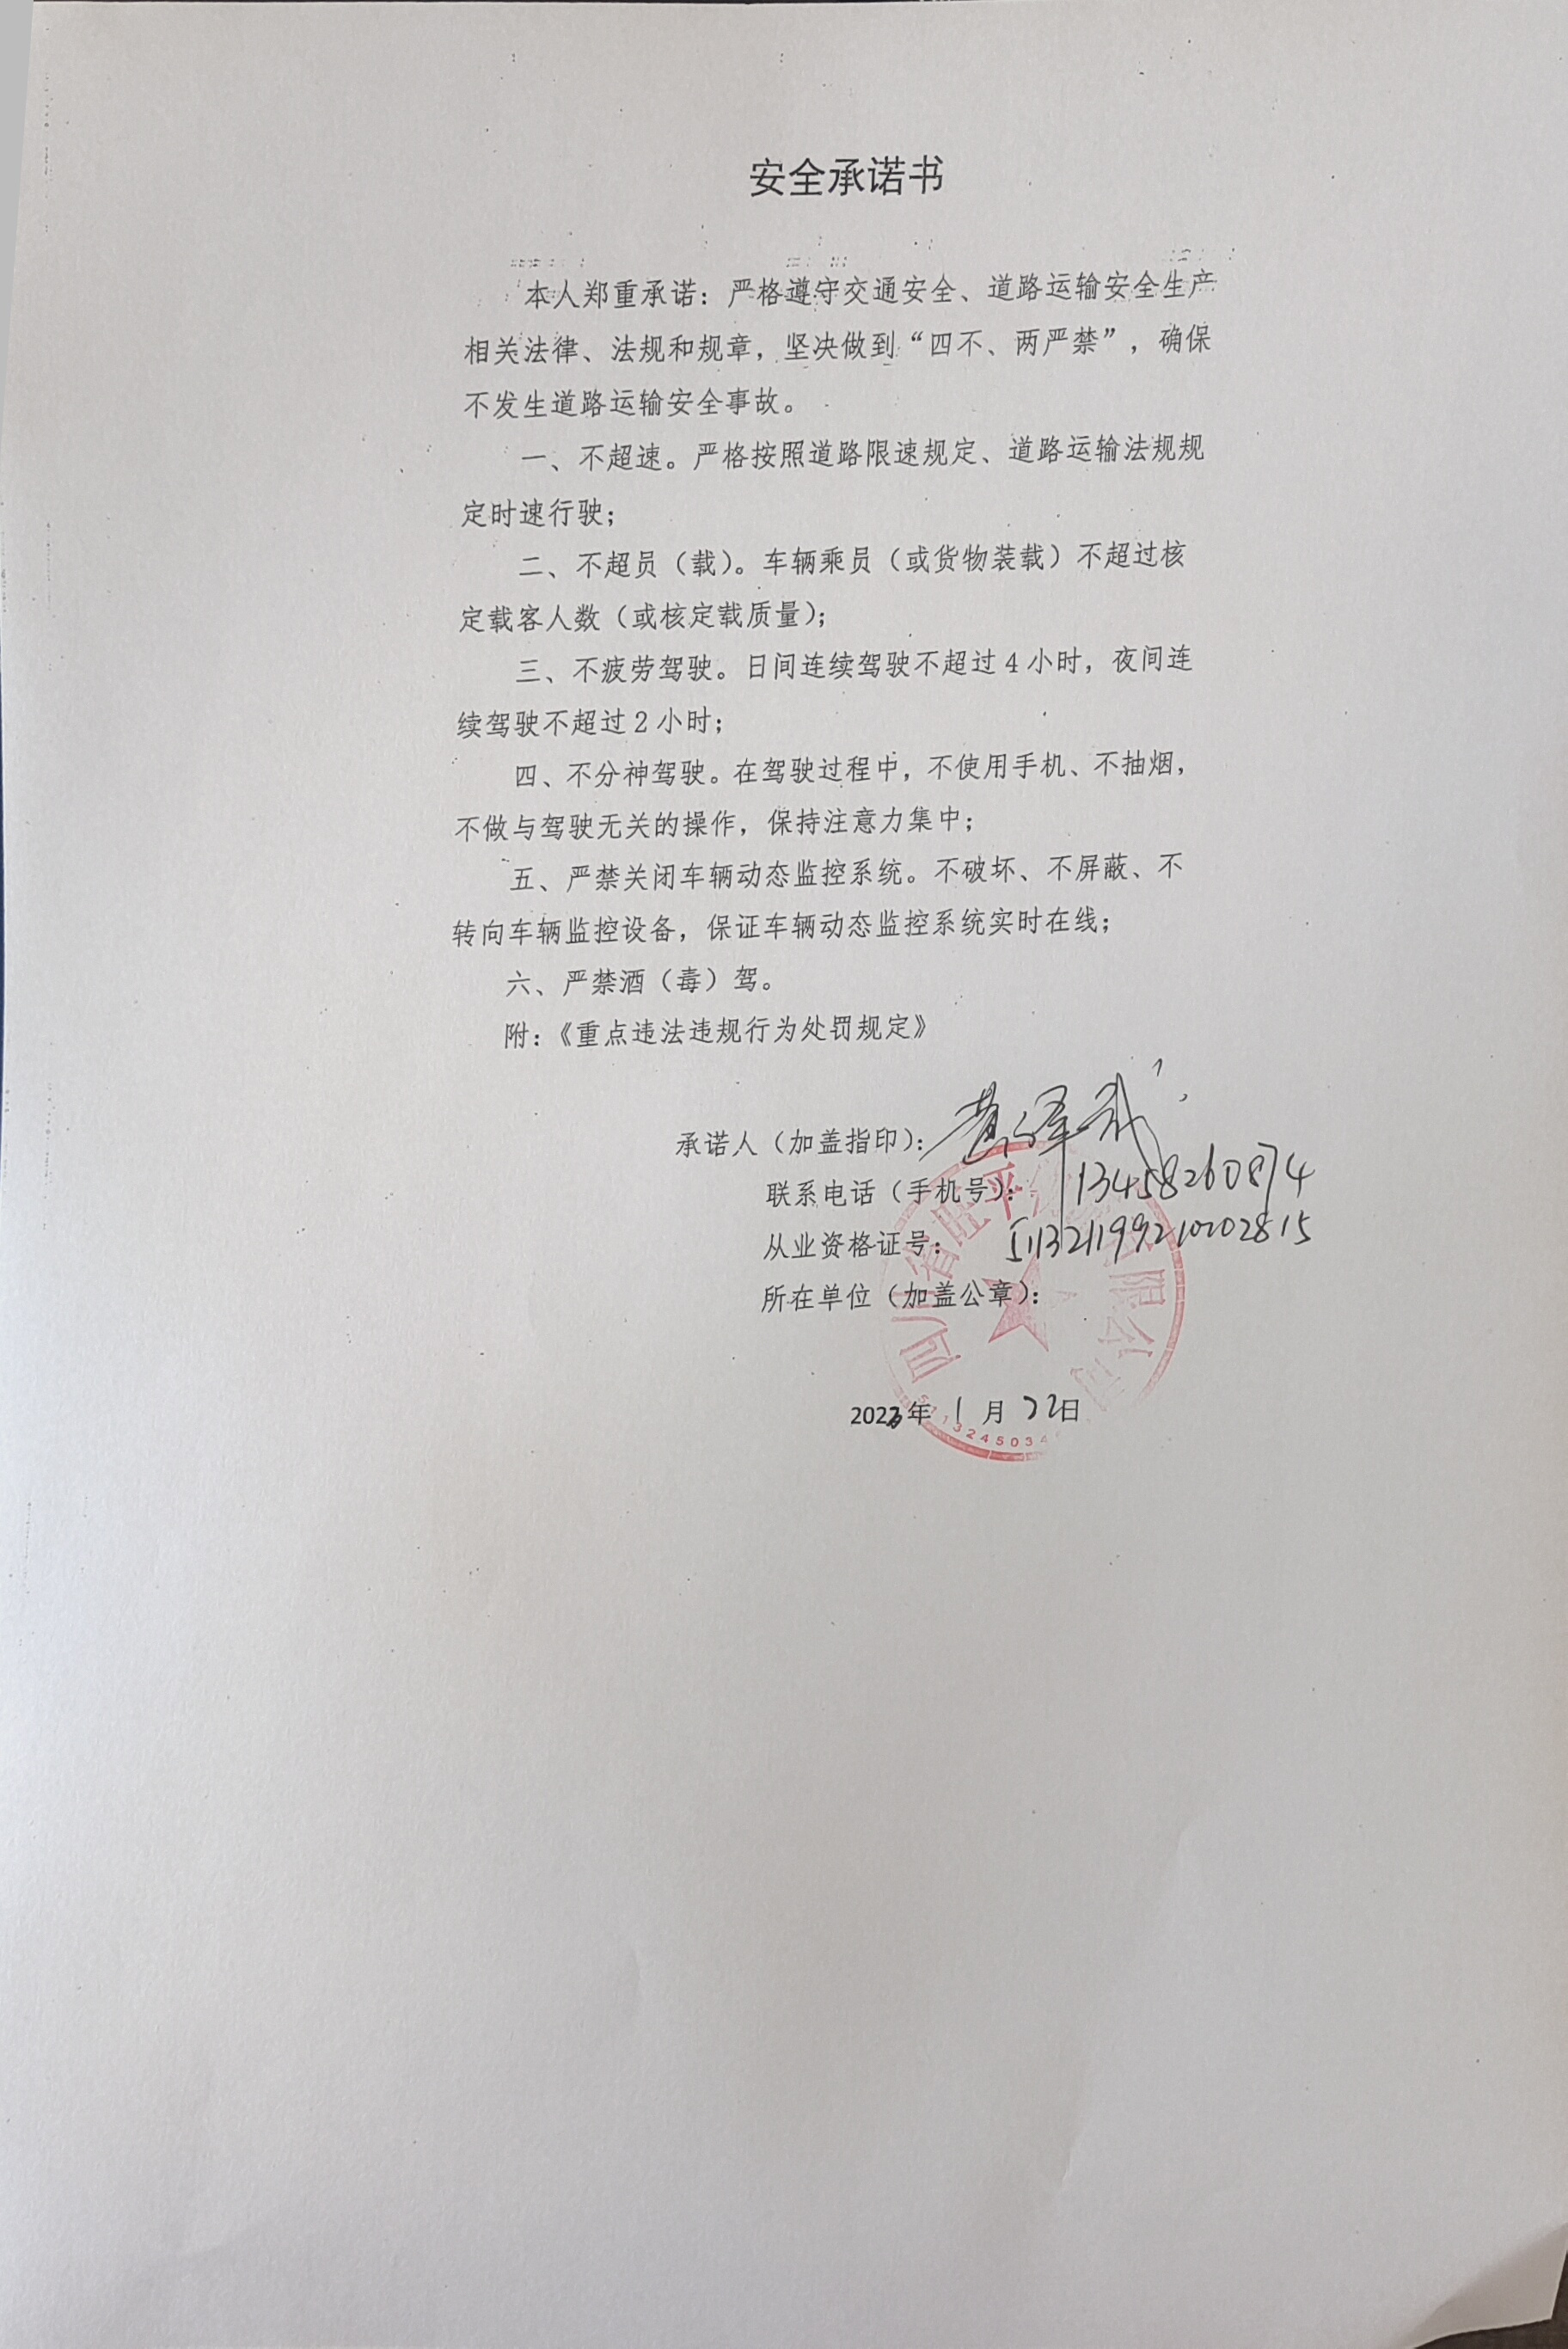 安全承诺书
本人郑重承诺：严格遵守交通安全、道路运输安全生产
相关法律、法规和规章，坚决做到“四不、两严禁”，确保
不发生道路运输安全事故。
一、不超速。严格按照道路限速规定、道路运输法规规
定时速行驶；
二、不超员（载）。车辆乘员（或货物装载）不超过核
定载客人数（或核定载质量）；
三、不疲劳驾驶。日间连续驾驶不超过4小时，夜间连
续驾驶不超过2小时；
四、不分神驾驶。在驾驶过程中，不使用手机、不抽烟，
不做与驾驶无关的操作，保持注意力集中；
五、严禁关闭车辆动态监控系统。不破坏、不屏蔽、不
转向车辆监控设备，保证车辆动态监控系统实时在线；
六、严禁酒（毒）驾。
附：《重点违法违规行为处罚规定》
承诺人（加盖指印）：
联系电话（手机号）： 13458260874
从业资格证号：
所在单位（加盖公章）：
四川省 限公司
年 1 月 22日